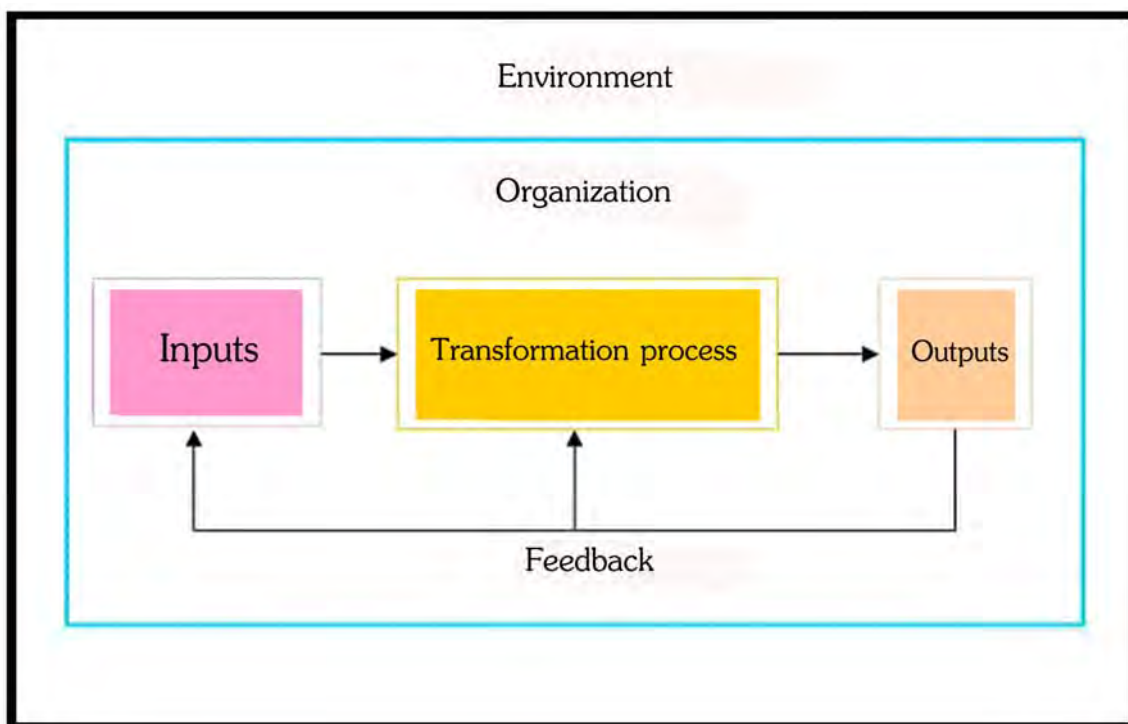 Environment
Organization
Inputs
Transformation process
Outputs
Feedback